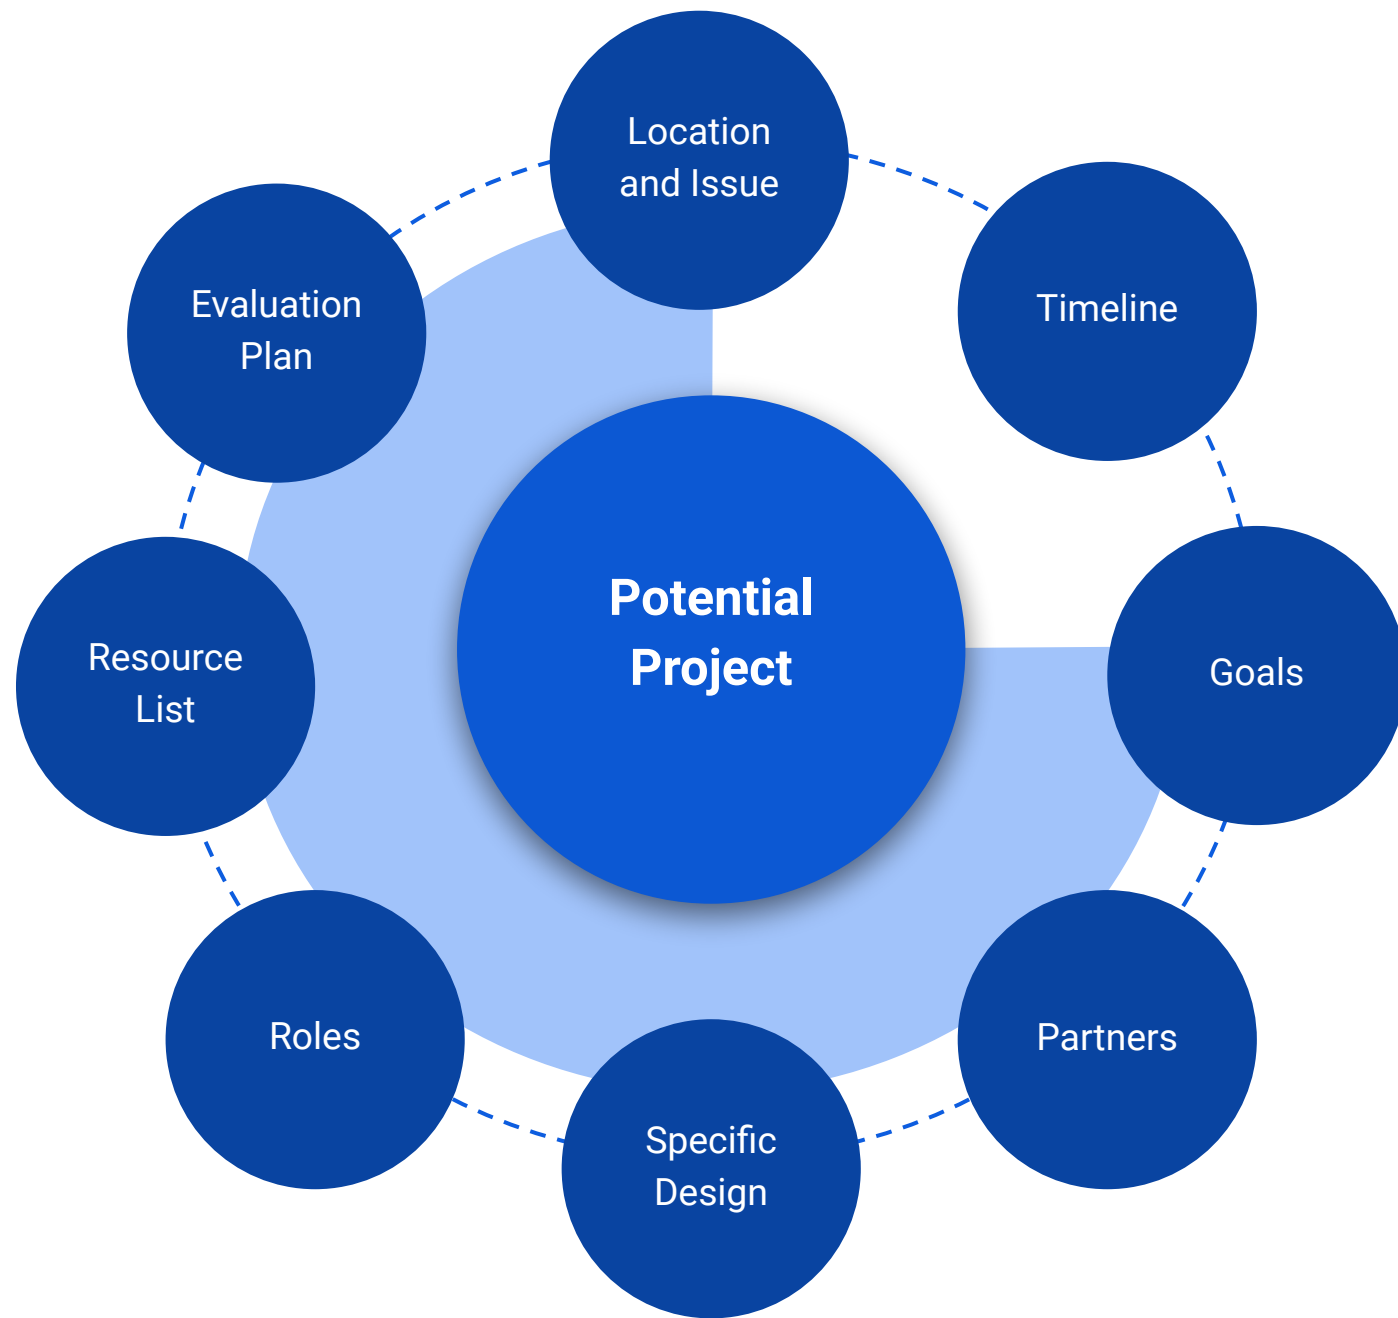 Location
and Issue
Timeline
Evaluation
Plan
Potential
Project
Resource
List
Goals
Roles
Partners
Specific
Design